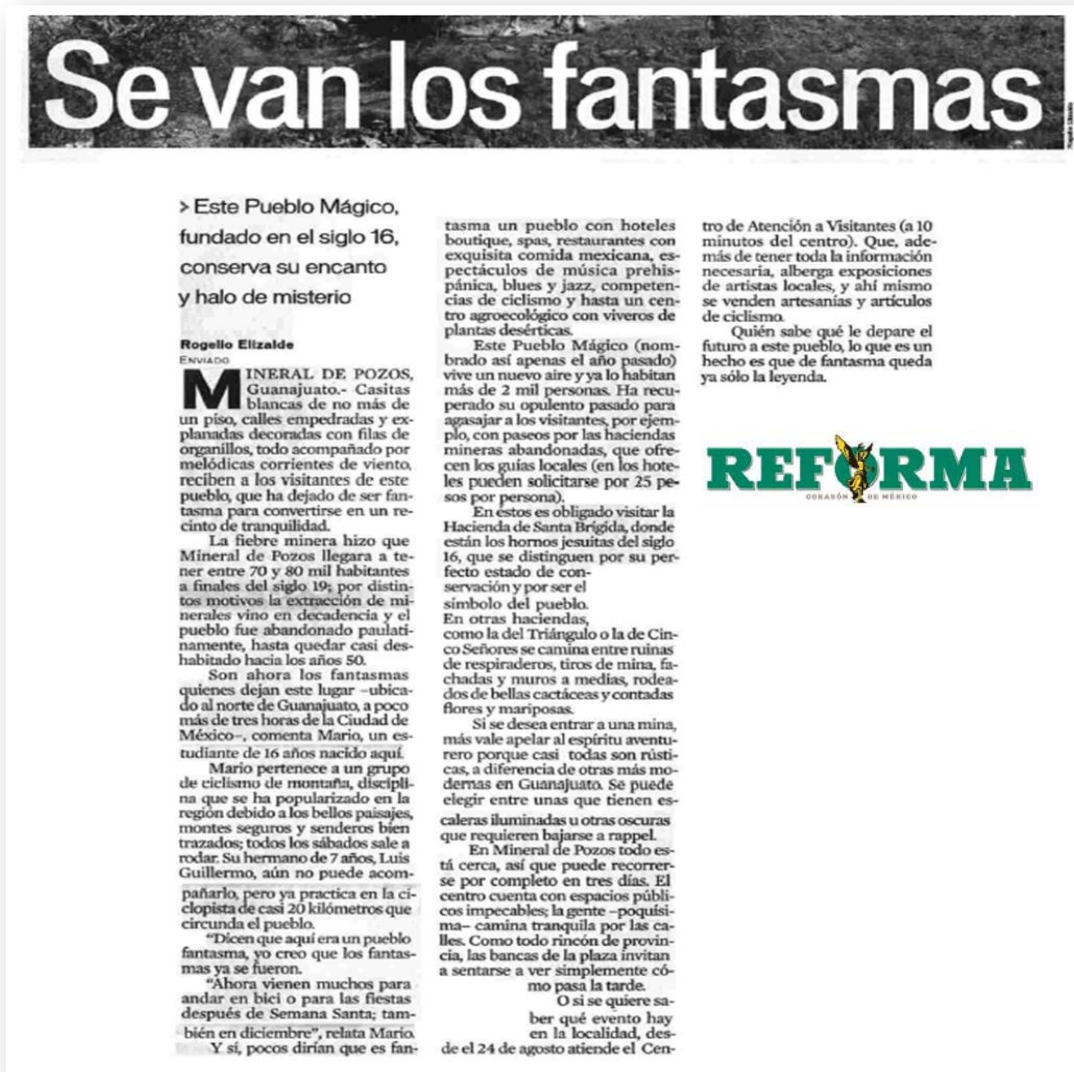 Se van los fantasmas
> Este Pueblo Mágico,
fundado en el siglo 16,
conserva su encanto
y halo de misterio
Rogelio Elizalde
ENVIADO
MINERAL DE POZOS,
Guanajuato.- Casitas
blancas de no más de
un piso, calles empedradas y ex-
planadas decoradas con filas de
organillos, todo acompañado por
melódicas corrientes de viento,
reciben a los visitantes de este
pueblo, que ha dejado de ser fan-
tasma para convertirse en un re-
cinto de tranquilidad.
La fiebre minera hizo que
Mineral de Pozos llegara a te-
ner entre 70 y 80 mil habitantes
a finales del siglo 19; por distin-
tos motivos la extracción de mi-
nerales vino en decadencia y el
pueblo fue abandonado paulati-
namente, hasta quedar casi des-
habitado hacia los años 50.
Son ahora los fantasmas
quienes dejan este lugar –ubica-
do al norte de Guanajuato, a poco
más de tres horas de la Ciudad de
México–, comenta Mario, un es-
tudiante de 16 años nacido aquí.
Mario pertenece a un grupo
de ciclismo de montaña, discipli-
na que se ha popularizado en la
región debido a los bellos paisajes,
montes seguros y senderos bien
trazados; todos los sábados sale a
rodar. Su hermano de 7 años, Luis
Guillermo, aún no puede acom-
pañarlo, pero ya practica en la ci-
clopista de casi 20 kilómetros que
circunda el pueblo.
"Dicen que aquí era un pueblo
fantasma, yo creo que los fantas-
mas ya se fueron.
"Ahora vienen muchos para
andar en bici o para las fiestas
después de Semana Santa; tam-
bién en diciembre", relata Mario.
Y sí, pocos dirían que es fan-
tasma un pueblo con hoteles
boutique, spas, restaurantes con
exquisita comida mexicana, es-
pectáculos de música prehis-
pánica, blues y jazz, competen-
cias de ciclismo y hasta un cen-
tro agroecológico con viveros de
plantas desérticas.
Este Pueblo Mágico (nom-
brado así apenas el año pasado)
vive un nuevo aire y ya lo habitan
más de 2 mil personas. Ha recu-
perado su opulento pasado para
agasajar a los visitantes, por ejem-
plo, con paseos por las haciendas
mineras abandonadas, que ofre-
cen los guías locales (en los hote-
les pueden solicitarse por 25 pe-
sos por persona).
En estos es obligado visitar la
Hacienda de Santa Brígida, donde
están los hornos jesuitas del siglo
16, que se distinguen por su per-
fecto estado de con-
servación y por ser el
símbolo del pueblo.
En otras haciendas,
como la del Triángulo o la de Cin-
co Señores se camina entre ruinas
de respiraderos, tiros de mina, fa-
chadas y muros a medias, rodea-
dos de bellas cactáceas y contadas
flores y mariposas.
Si se desea entrar a una mina,
más vale apelar al espíritu aventu-
rero porque casi todas son rústi-
cas, a diferencia de otras más mo-
dernas en Guanajuato. Se puede
elegir entre unas que tienen es-
caleras iluminadas u otras oscuras
que requieren bajarse a rappel.
En Mineral de Pozos todo es-
tá cerca, así que puede recorrer-
se por completo en tres días. El
centro cuenta con espacios públi-
cos impecables; la gente –poquísi-
ma– camina tranquila por las ca-
lles. Como todo rincón de provin-
cia, las bancas de la plaza invitan
a sentarse a ver simplemente có-
mo pasa la tarde.
O si se quiere sa-
ber qué evento hay
en la localidad, des-
de el 24 de agosto atiende el Cen-
tro de Atención a Visitantes (a 10
minutos del centro). Que, ade-
más de tener toda la información
necesaria, alberga exposiciones
de artistas locales, y ahí mismo
se venden artesanías y artículos
de ciclismo.
Quién sabe qué le depare el
futuro a este pueblo, lo que es un
hecho es que de fantasma queda
ya sólo la leyenda.
REFORMA
CORAZÓN DE MÉXICO